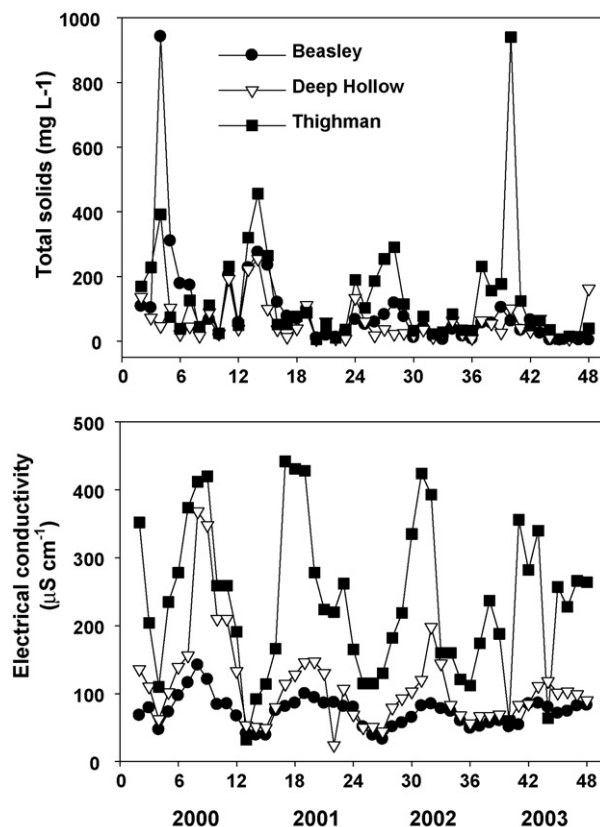 1000
800
600
400
200
0
Total solids (mg L-1)
Beasley
Deep Hollow
Thighman
0 6 12 18 24 30 36 42 48
500
400
300
200
100
0
Electrical conductivity
(μS cm⁻¹)
0 6 12 18 24 30 36 42 48
2000 2001 2002 2003